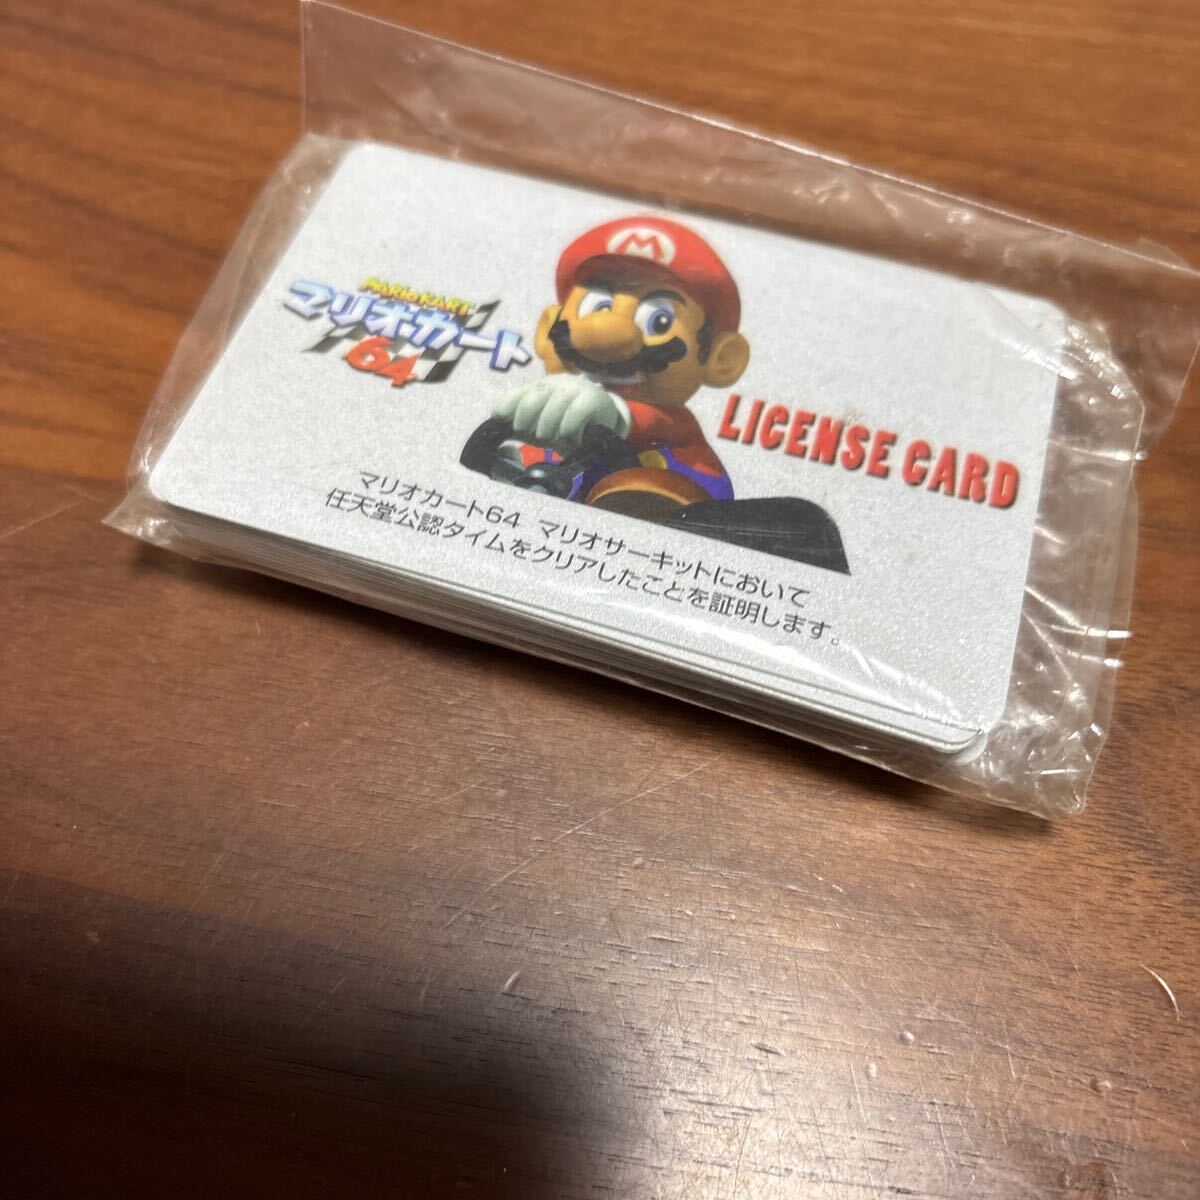 MARIO KART
マリオカート
64
M
LICENSE CARD
マリオカート64 マリオサーキットにおいて
任天堂公認タイムをクリアしたことを証明します。